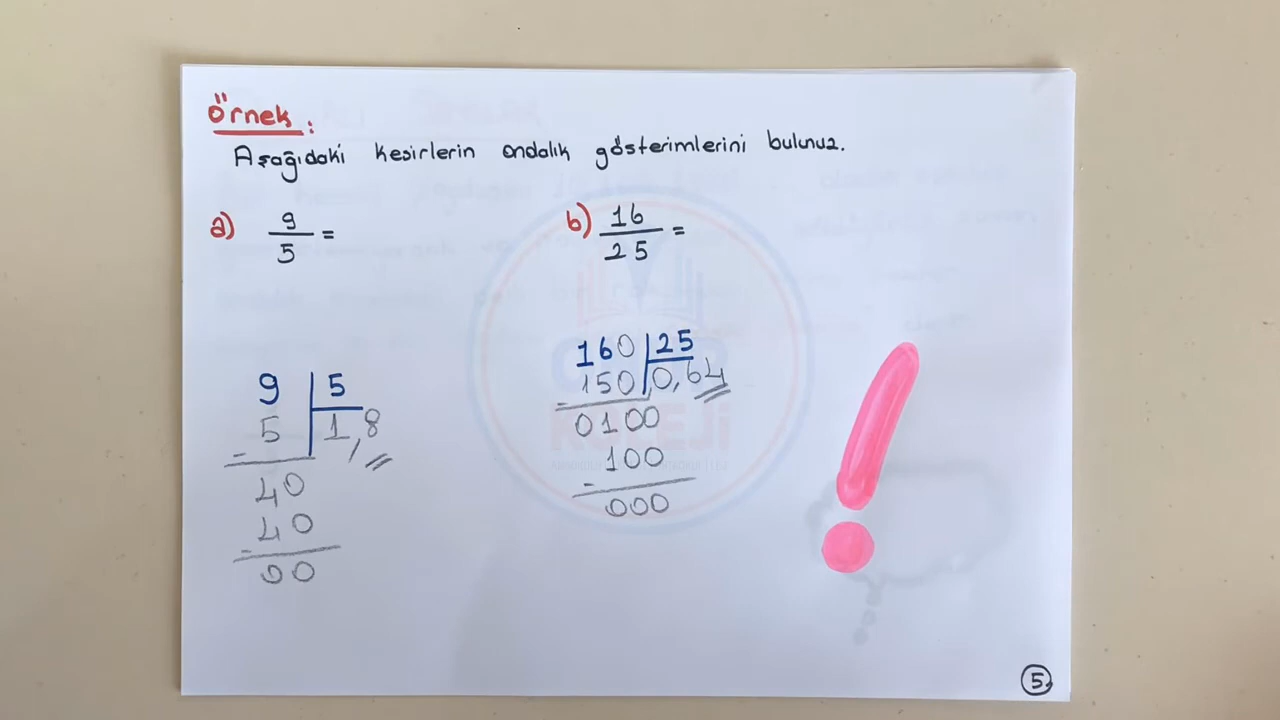 Örnek:
Aşağıdaki kesirlerin ondalık gösterimlerini bulunuz.
a) 9/5 =
b) 16/25 =
9 | 5
5 | 1,8
-
40
- 40
00
160 | 25
- 150 | 0,64
0100
- 100
000
5